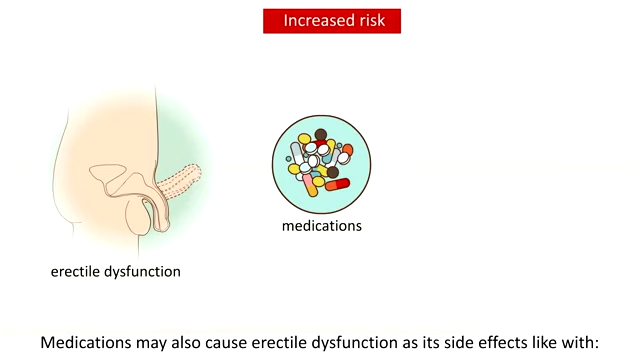 Increased risk
medications
erectile dysfunction
Medications may also cause erectile dysfunction as its side effects like with: